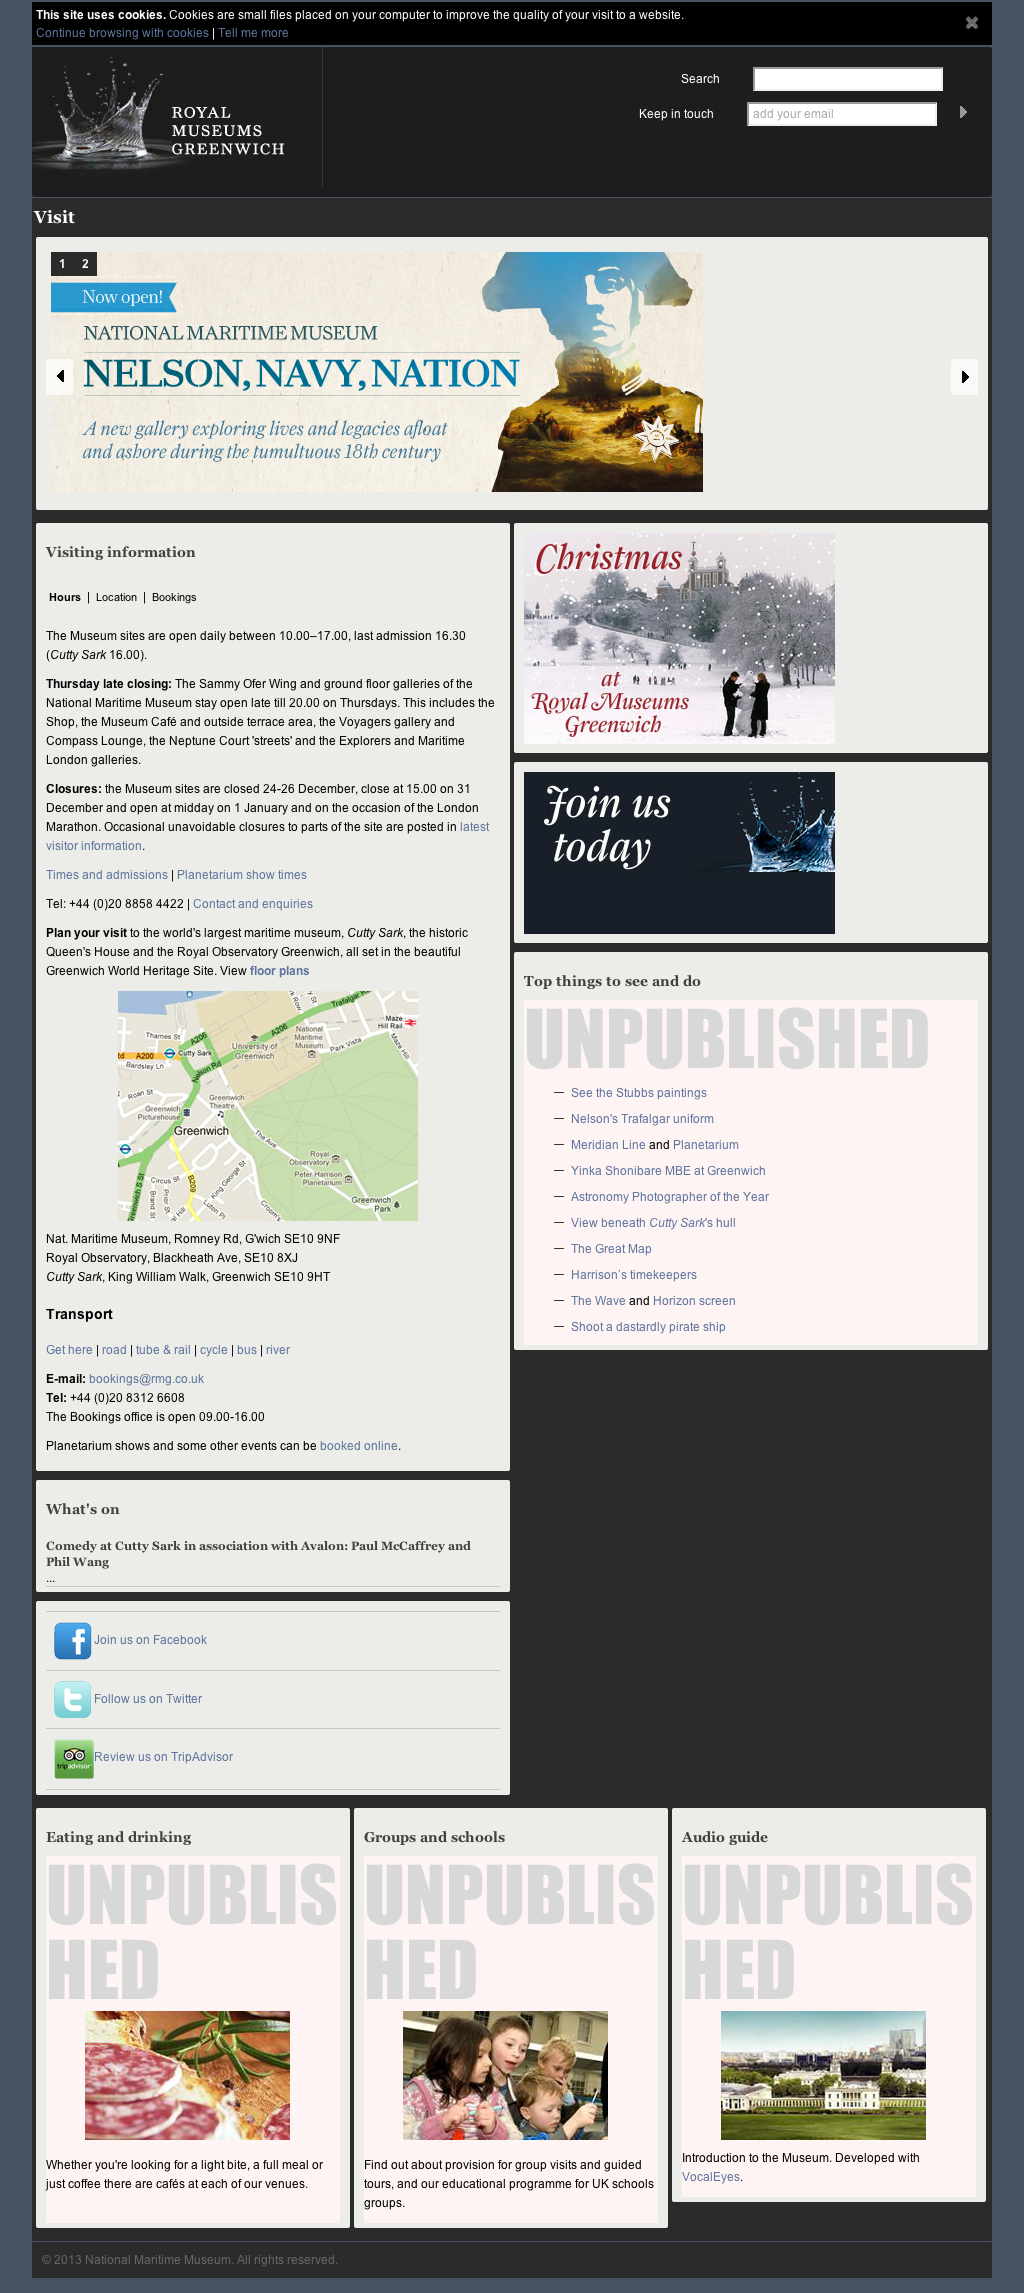 This site uses cookies. Cookies are small files placed on your computer to improve the quality of your visit to a website.
Continue browsing with cookies | Tell me more
ROYAL
MUSEUMS
GREENWICH
Search
Keep in touch add your email
Visit
1 2
Now open!
NATIONAL MARITIME MUSEUM
NELSON, NAVY, NATION
A new gallery exploring lives and legacies afloat
and ashore during the tumultuous 18th century
Visiting information
Hours | Location | Bookings
The Museum sites are open daily between 10.00–17.00, last admission 16.30
(Cutty Sark 16.00).
Thursday late closing: The Sammy Ofer Wing and ground floor galleries of the
National Maritime Museum stay open late till 20.00 on Thursdays. This includes the
Shop, the Museum Café and outside terrace area, the Voyagers gallery and
Compass Lounge, the Neptune Court 'streets' and the Explorers and Maritime
London galleries.
Closures: the Museum sites are closed 24-26 December, close at 15.00 on 31
December and open at midday on 1 January and on the occasion of the London
Marathon. Occasional unavoidable closures to parts of the site are posted in latest
visitor information.
Times and admissions | Planetarium show times
Tel: +44 (0)20 8858 4422 | Contact and enquiries
Plan your visit to the world's largest maritime museum, Cutty Sark, the historic
Queen's House and the Royal Observatory Greenwich, all set in the beautiful
Greenwich World Heritage Site. View floor plans
Trafalgar Rd
A206
Maze
Hill Rail
National
Maritime
Museum
Park Vista
Maze Hill
Thames St
University of
Greenwich
A206
A200
Cutty Sark
Bardsley Ln
Nelson Rd
Roan St
Greenwich
Picturehouse
Greenwich
Theatre
Greenwich
The Ave
Royal
Observatory
Peter Harrison
Planetarium
Circus St
King George St
B209
Brand St
Prior St
Luton Pl
Greenwich S St
Greenwich
Park
Nat. Maritime Museum, Romney Rd, G'wich SE10 9NF
Royal Observatory, Blackheath Ave, SE10 8XJ
Cutty Sark, King William Walk, Greenwich SE10 9HT
Transport
Get here | road | tube & rail | cycle | bus | river
E-mail: bookings@rmg.co.uk
Tel: +44 (0)20 8312 6608
The Bookings office is open 09.00-16.00
Planetarium shows and some other events can be booked online.
What's on
Comedy at Cutty Sark in association with Avalon: Paul McCaffrey and
Phil Wang
...
Join us on Facebook
Follow us on Twitter
tripadvisor
Review us on TripAdvisor
Christmas
at
Royal Museums
Greenwich
Join us
today
Top things to see and do
UNPUBLISHED
— See the Stubbs paintings
— Nelson's Trafalgar uniform
— Meridian Line and Planetarium
— Yinka Shonibare MBE at Greenwich
— Astronomy Photographer of the Year
— View beneath Cutty Sark's hull
— The Great Map
— Harrison's timekeepers
— The Wave and Horizon screen
— Shoot a dastardly pirate ship
Eating and drinking
UNPUBLIS
HED
Whether you're looking for a light bite, a full meal or
just coffee there are cafés at each of our venues.
Groups and schools
UNPUBLIS
HED
Find out about provision for group visits and guided
tours, and our educational programme for UK schools
groups.
Audio guide
UNPUBLIS
HED
Introduction to the Museum. Developed with
VocalEyes.
© 2013 National Maritime Museum. All rights reserved.